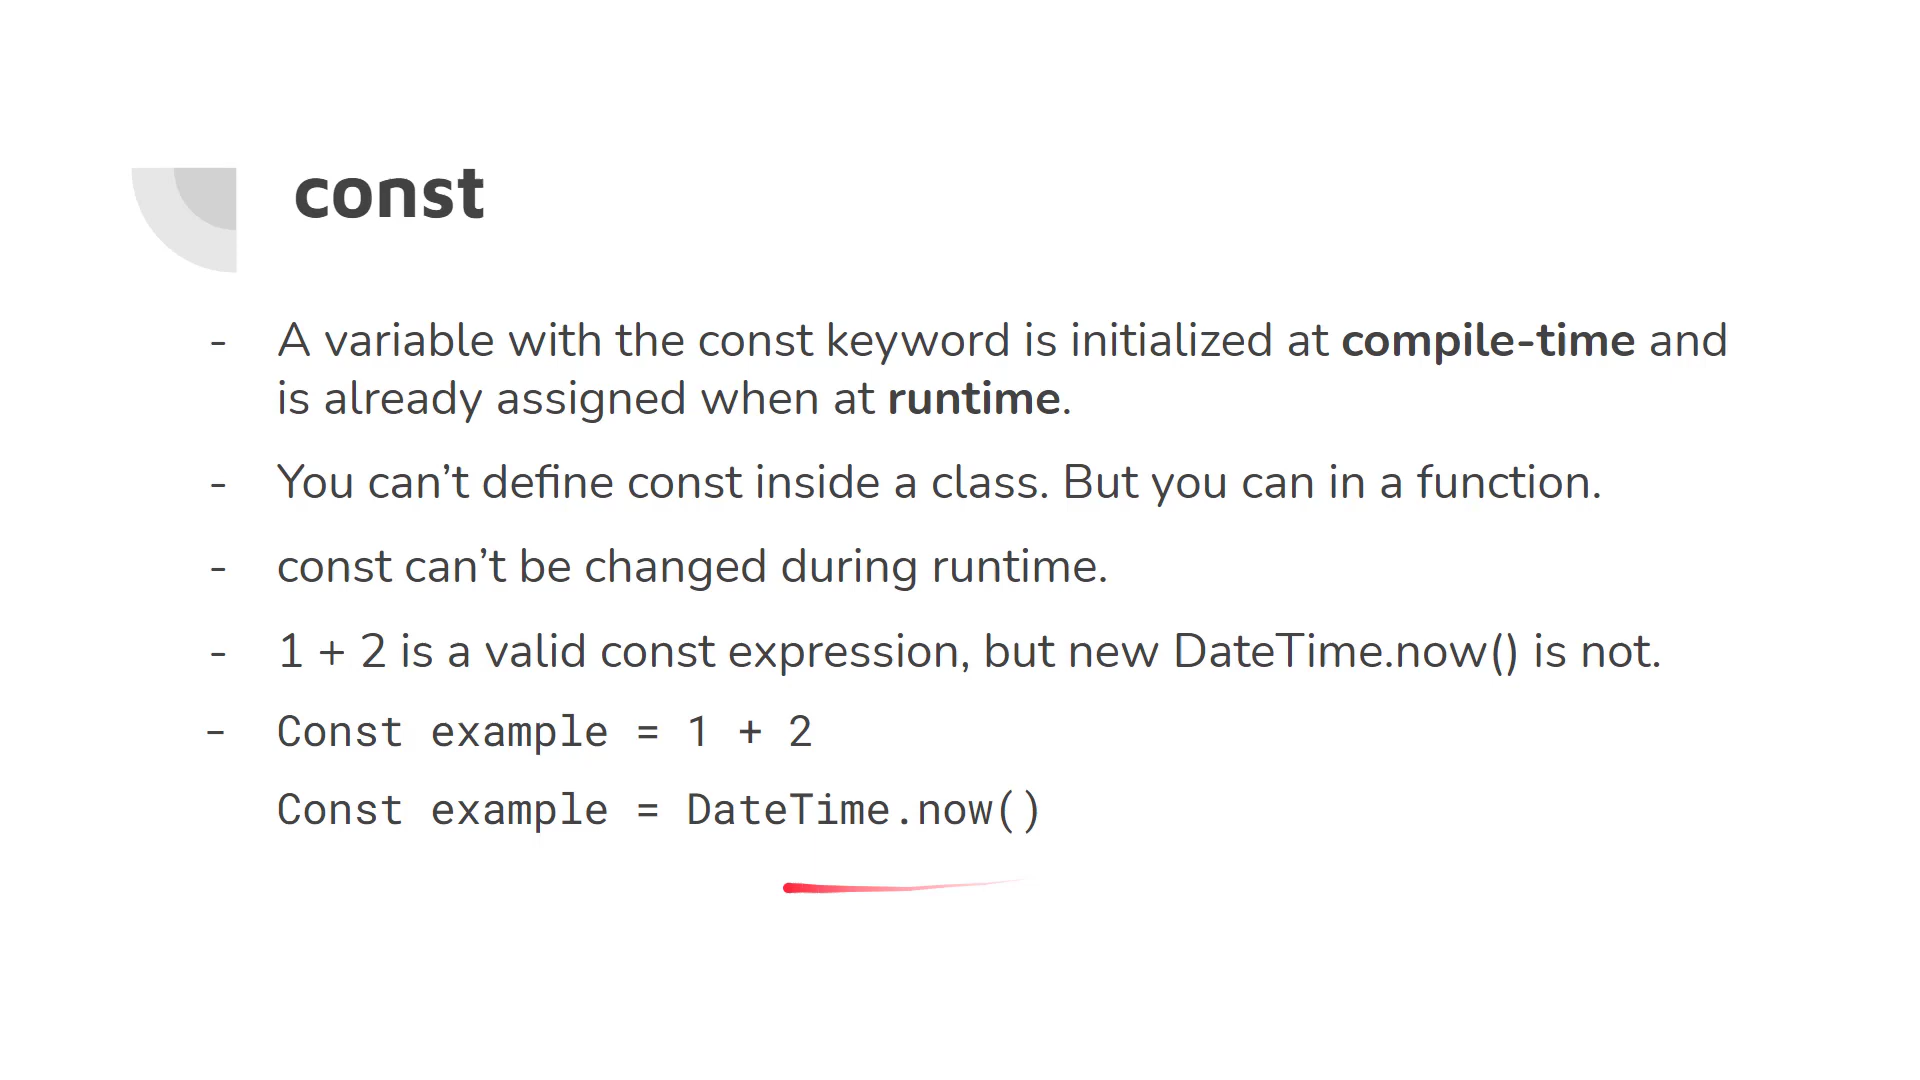 const
- A variable with the const keyword is initialized at compile-time and
is already assigned when at runtime.
- You can’t define const inside a class. But you can in a function.
- const can’t be changed during runtime.
- 1 + 2 is a valid const expression, but new DateTime.now() is not.
- Const example = 1 + 2
Const example = DateTime.now()